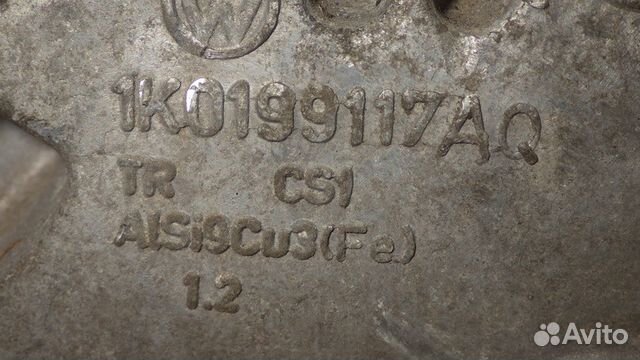 1K0199117AQ
TR CS1
AlSi9Cu3(Fe)
1.2
Avito